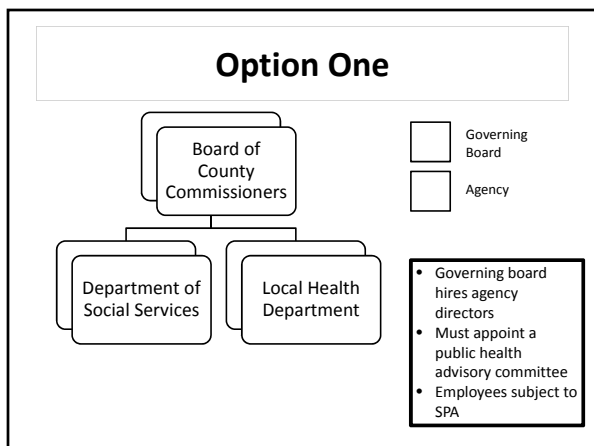 Option One
Board of
County
Commissioners
Department of
Social Services
Local Health
Department
Governing
Board
Agency
• Governing board
hires agency
directors
• Must appoint a
public health
advisory committee
• Employees subject to
SPA